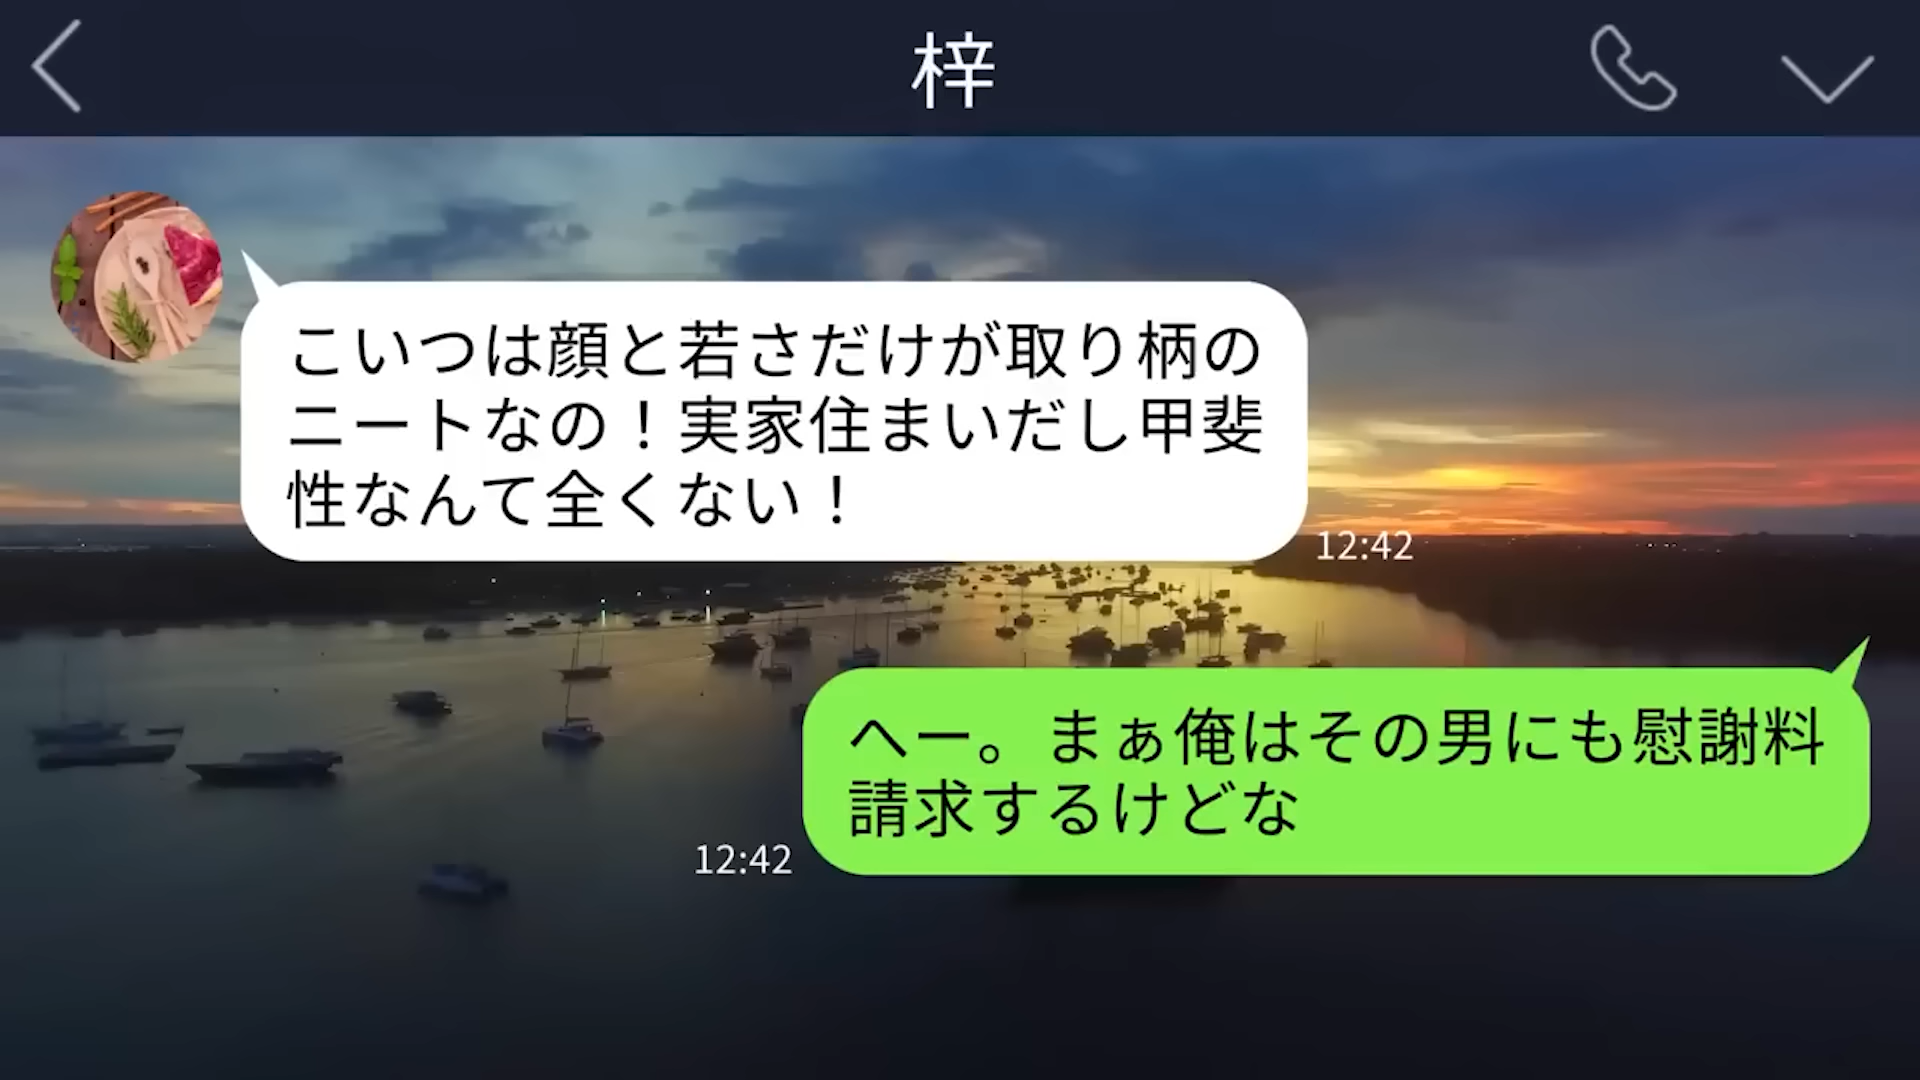 梓
こいつは顔と若さだけが取り柄の
ニートなの！実家住まいだし甲斐
性なんて全くない！
12:42
へー。まぁ俺はその男にも慰謝料
請求するけどな
12:42